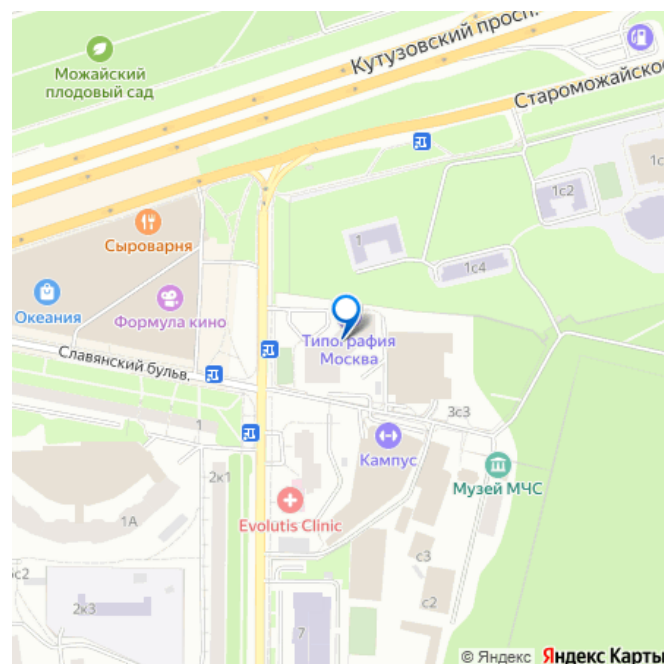 Кутузовский просп.
Можайский
плодовый сад
Староможайское
1с
1с2
1
1с4
Сыроварня
Океания
Формула кино
Типография
Москва
Славянский бульв.
3с3
1
Кампус
2к1
Музей МЧС
1А
Evolutis Clinic
с3
с2
2к3
с2
7
© Яндекс Яндекс Карты